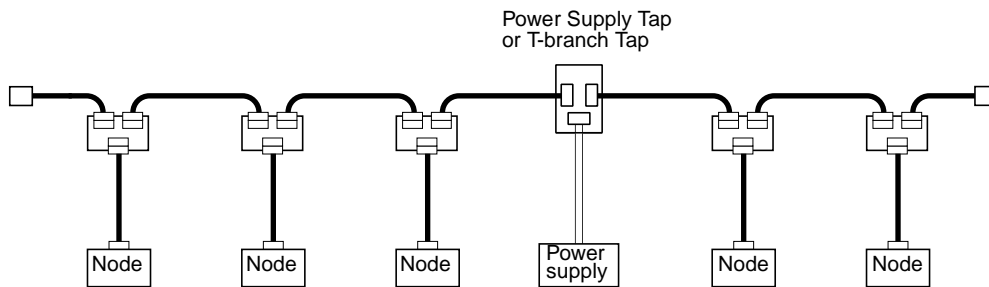 Power Supply Tap
or T-branch Tap
Node
Node
Node
Power
supply
Node
Node